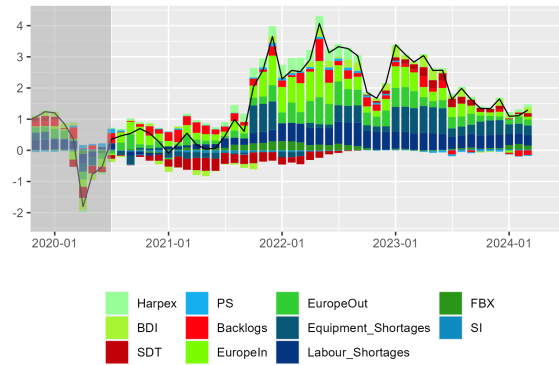 4
3
2
1
0
-1
-2
2020-01 2021-01 2022-01 2023-01 2024-01
Harpex PS EuropeOut FBX
BDI Backlogs Equipment_Shortages SI
SDT EuropeIn Labour_Shortages